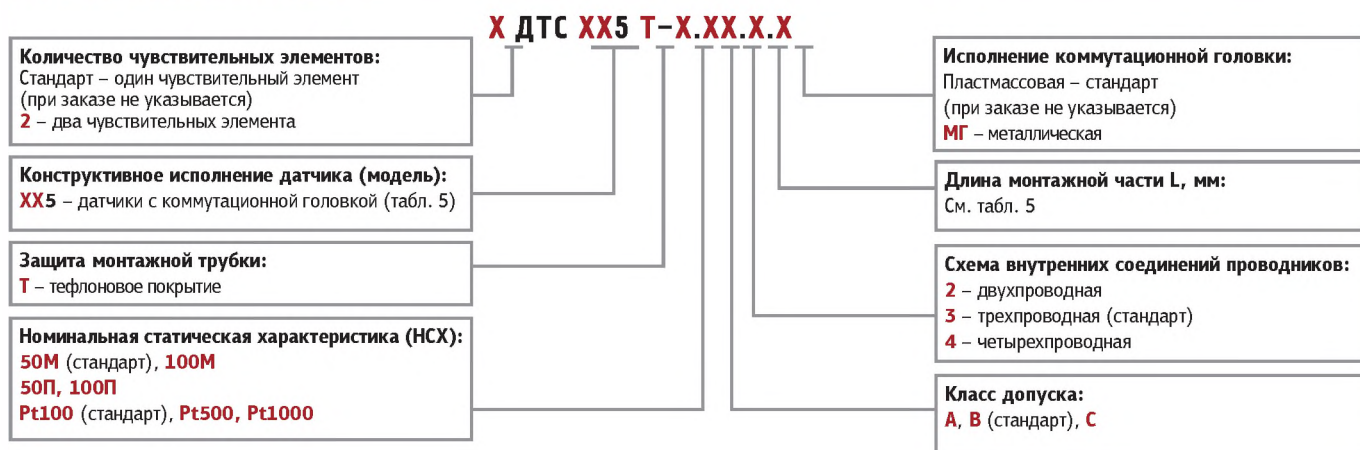 Х ДТС ХХ5 Т–Х.ХХ.Х.Х
Количество чувствительных элементов:
Стандарт – один чувствительный элемент
(при заказе не указывается)
2 – два чувствительных элемента
Конструктивное исполнение датчика (модель):
ХХ5 – датчики с коммутационной головкой (табл. 5)
Защита монтажной трубки:
Т – тефлоновое покрытие
Номинальная статическая характеристика (НСХ):
50М (стандарт), 100М
50П, 100П
Pt100 (стандарт), Pt500, Pt1000
Исполнение коммутационной головки:
Пластмассовая – стандарт
(при заказе не указывается)
МГ – металлическая
Длина монтажной части L, мм:
См. табл. 5
Схема внутренних соединений проводников:
2 – двухпроводная
3 – трехпроводная (стандарт)
4 – четырехпроводная
Класс допуска:
А, В (стандарт), С